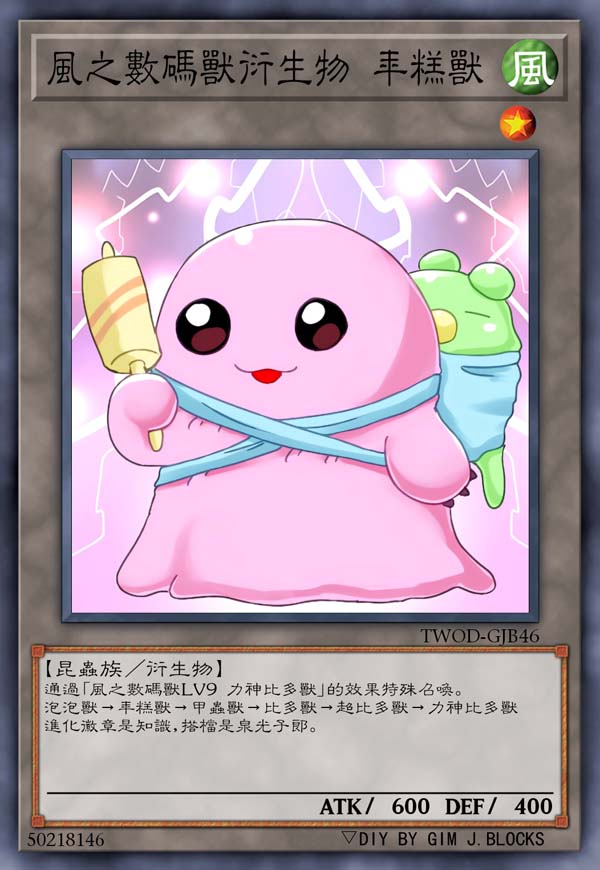 風之數碼獸衍生物 年糕獸
風
TWOD-GJB46
【昆蟲族／衍生物】
通過「風之數碼獸LV9 力神比多獸」的效果特殊召喚。
泡泡獸→年糕獸→甲蟲獸→比多獸→超比多獸→力神比多獸
進化徽章是知識,搭檔是泉光子郎。
ATK/ 600 DEF/ 400
50218146
▽DIY BY GIM J.BLOCKS